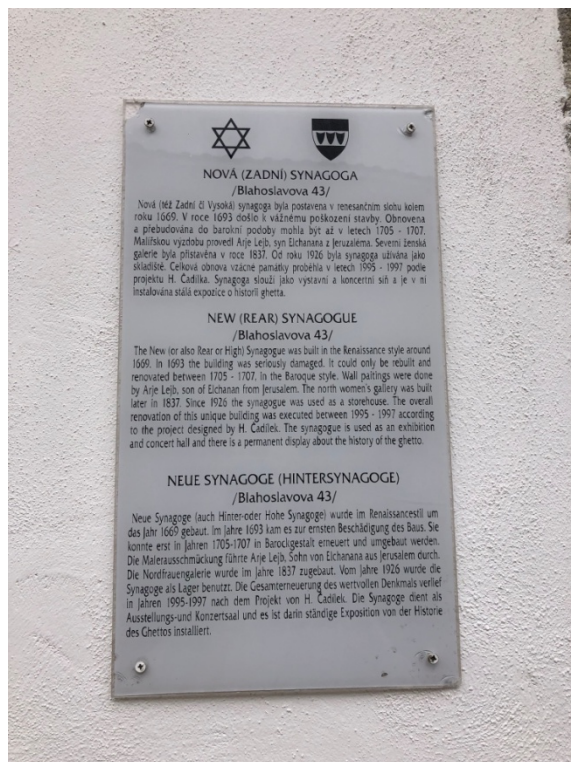 NOVÁ (ZADNÍ) SYNAGOGA
/Blahoslavova 43/
Nová (též Zadní či Vysoká) synagoga byla postavena v renesančním slohu kolem
roku 1669. V roce 1693 došlo k vážnému poškození stavby. Obnovena
a přebudována do barokní podoby mohla být až v letech 1705 - 1707.
Malířskou výzdobu provedl Arje Lejb, syn Elchanana z Jeruzaléma. Severní ženská
galerie byla přistavěna v roce 1837. Od roku 1926 byla synagoga užívána jako
skladiště. Celková obnova vzácné památky proběhla v letech 1995 - 1997 podle
projektu H. Čadílka. Synagoga slouží jako výstavní a koncertní síň a je v ní
instalována stálá expozice o historii ghetta.
NEW (REAR) SYNAGOGUE
/Blahoslavova 43/
The New (or also Rear or High) Synagogue was built in the Renaissance style around
1669. In 1693 the building was seriously damaged. It could only be rebuilt and
renovated between 1705 - 1707. in the Baroque style. Wall paitings were done
by Arje Lejb, son of Elchanan from Jerusalem. The north women's gallery was built
later in 1837. Since 1926 the synagogue was used as a storehouse. The overall
renovation of this unique building was executed between 1995 - 1997 according
to the project designed by H. Čadílek. The synagogue is used as an exhibition
and concert hall and there is a permanent display about the history of the ghetto.
NEUE SYNAGOGE (HINTERSYNAGOGE)
/Blahoslavova 43/
Neue Synagoge (auch Hinter-oder Hohe Synagoge) wurde im Renaissancestil um
das Jahr 1669 gebaut. Im Jahre 1693 kam es zur ernsten Beschädigung des Baus. Sie
konnte erst in Jahren 1705-1707 in Barockgestalt erneuert und umgebaut werden.
Die Malerausschmückung führte Arje Lejb, Sohn von Elchanana aus Jerusalem durch.
Die Nordfrauengalerie wurde im Jahre 1837 zugebaut. Vom Jahre 1926 wurde die
Synagoge als Lager benutzt. Die Gesamterneuerung des wertvollen Denkmals verlief
in Jahren 1995-1997 nach dem Projekt von H. Čadílek. Die Synagoge dient als
Ausstellungs-und Konzertsaal und es ist darin ständige Exposition von der Historie
des Ghettos installiert.